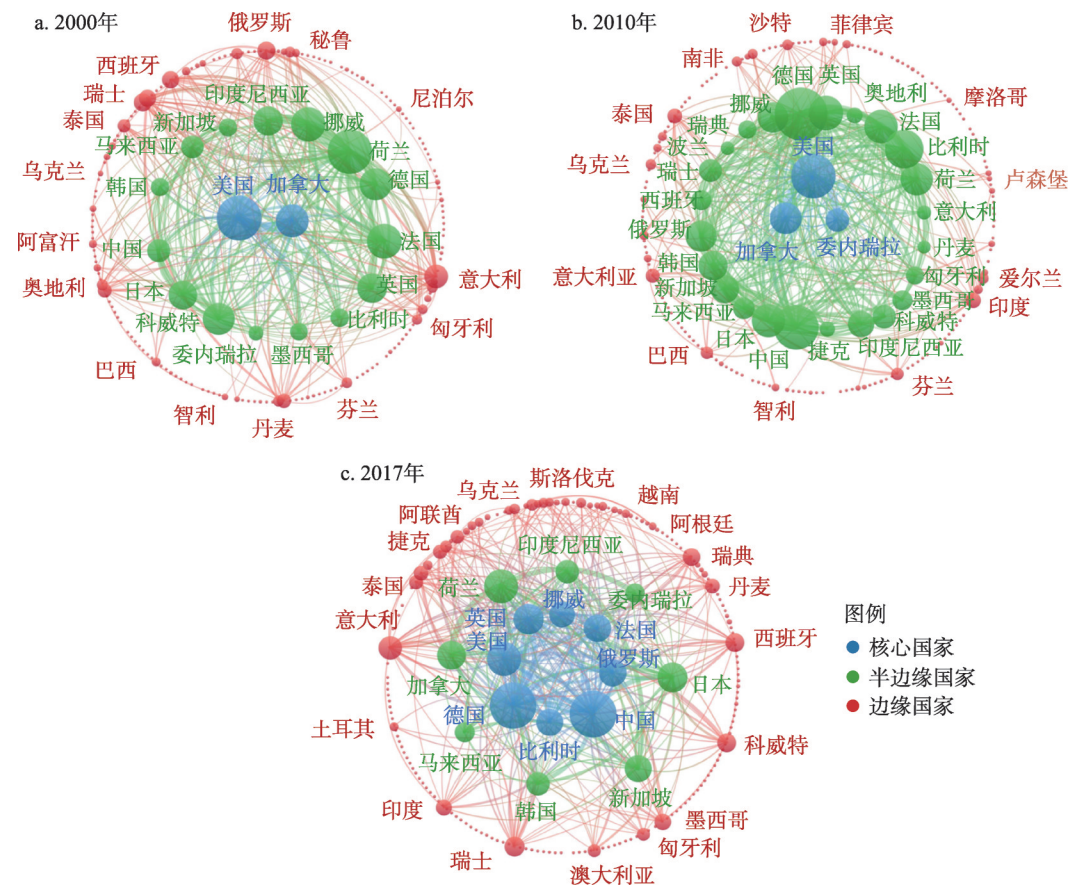 a. 2000年
俄罗斯
秘鲁
西班牙
瑞士
印度尼西亚
尼泊尔
泰国
新加坡
挪威
马来西亚
荷兰
乌克兰
韩国
美国
加拿大
德国
阿富汗
中国
法国
奥地利
日本
英国
意大利
科威特
比利时
匈牙利
委内瑞拉
墨西哥
巴西
智利
丹麦
芬兰
b. 2010年
沙特
菲律宾
南非
德国
英国
奥地利
摩洛哥
泰国
挪威
法国
瑞典
波兰
美国
比利时
乌克兰
瑞士
荷兰
卢森堡
西班牙
意大利
俄罗斯
加拿大
委内瑞拉
丹麦
韩国
匈牙利
意大利亚
爱尔兰
新加坡
墨西哥
印度
马来西亚
科威特
日本
中国
捷克
印度尼西亚
巴西
智利
芬兰
c. 2017年
乌克兰
斯洛伐克
越南
阿联酋
阿根廷
捷克
印度尼西亚
瑞典
泰国
荷兰
挪威
委内瑞拉
丹麦
意大利
英国
法国
美国
俄罗斯
西班牙
加拿大
日本
德国
中国
土耳其
比利时
科威特
马来西亚
印度
韩国
新加坡
墨西哥
瑞士
匈牙利
澳大利亚
图例
核心国家
半边缘国家
边缘国家